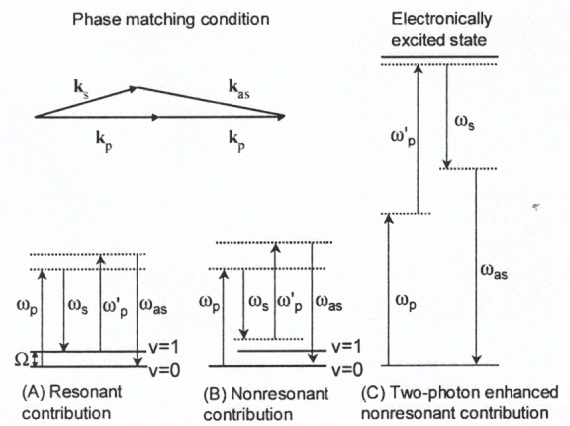 Phase matching condition
k_s k_as
k_p k_p
Electronically
excited state
ω'_p ω_s
ω_p ω_as
ω_p ω_s ω'_p ω_as
Ω v=1
v=0
(A) Resonant
contribution
ω_p ω_s ω'_p ω_as
v=1
v=0
(B) Nonresonant
contribution
(C) Two-photon enhanced
nonresonant contribution